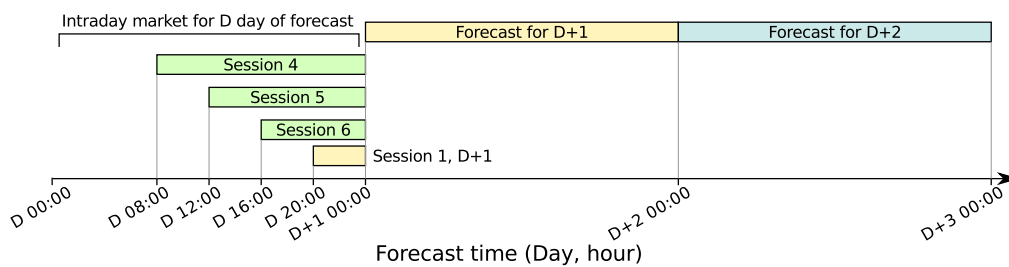 Intraday market for D day of forecast
Forecast for D+1
Forecast for D+2
Session 4
Session 5
Session 6
Session 1, D+1
D 00:00
D 08:00
D 12:00
D 16:00
D 20:00
D+1 00:00
D+2 00:00
D+3 00:00
Forecast time (Day, hour)